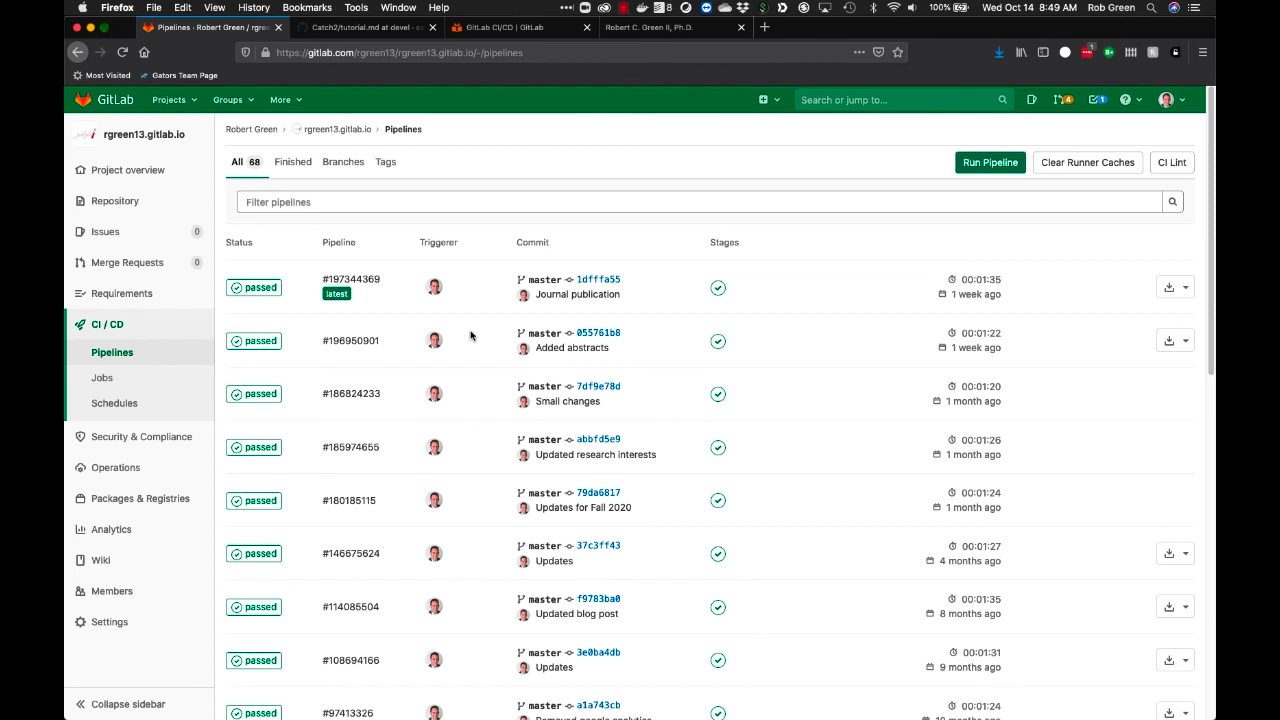 Firefox File Edit View History Bookmarks Tools Window Help 100% Wed Oct 14 8:49 AM Rob Green
Pipelines · Robert Green / rgree
Catch2/tutorial.md at devel · c
GitLab CI/CD | GitLab
Robert C. Green II, Ph.D.
https://gitlab.com/rgreen13/rgreen13.gitlab.io/-/pipelines
Most Visited Gators Team Page
GitLab Projects Groups More Search or jump to... 4 1
rgreen13.gitlab.io
Project overview
Repository
Issues 0
Merge Requests 0
Requirements
CI / CD
Pipelines
Jobs
Schedules
Security & Compliance
Operations
Packages & Registries
Analytics
Wiki
Members
Settings
Collapse sidebar
Robert Green > rgreen13.gitlab.io > Pipelines
All 68 Finished Branches Tags Run Pipeline Clear Runner Caches CI Lint
Filter pipelines
Status Pipeline Triggerer Commit Stages
passed #197344369 latest master 1dfffa55 00:01:35
Journal publication 1 week ago
passed #196950901 master 055761b8 00:01:22
Added abstracts 1 week ago
passed #186824233 master 7df9e78d 00:01:20
Small changes 1 month ago
passed #185974655 master abbfd5e9 00:01:26
Updated research interests 1 month ago
passed #180185115 master 79da6817 00:01:24
Updates for Fall 2020 1 month ago
passed #146675624 master 37c3ff43 00:01:27
Updates 4 months ago
passed #114085504 master f9783ba0 00:01:35
Updated blog post 8 months ago
passed #108694166 master 3e0ba4db 00:01:31
Updates 9 months ago
passed #97413326 master a1a743cb 00:01:24